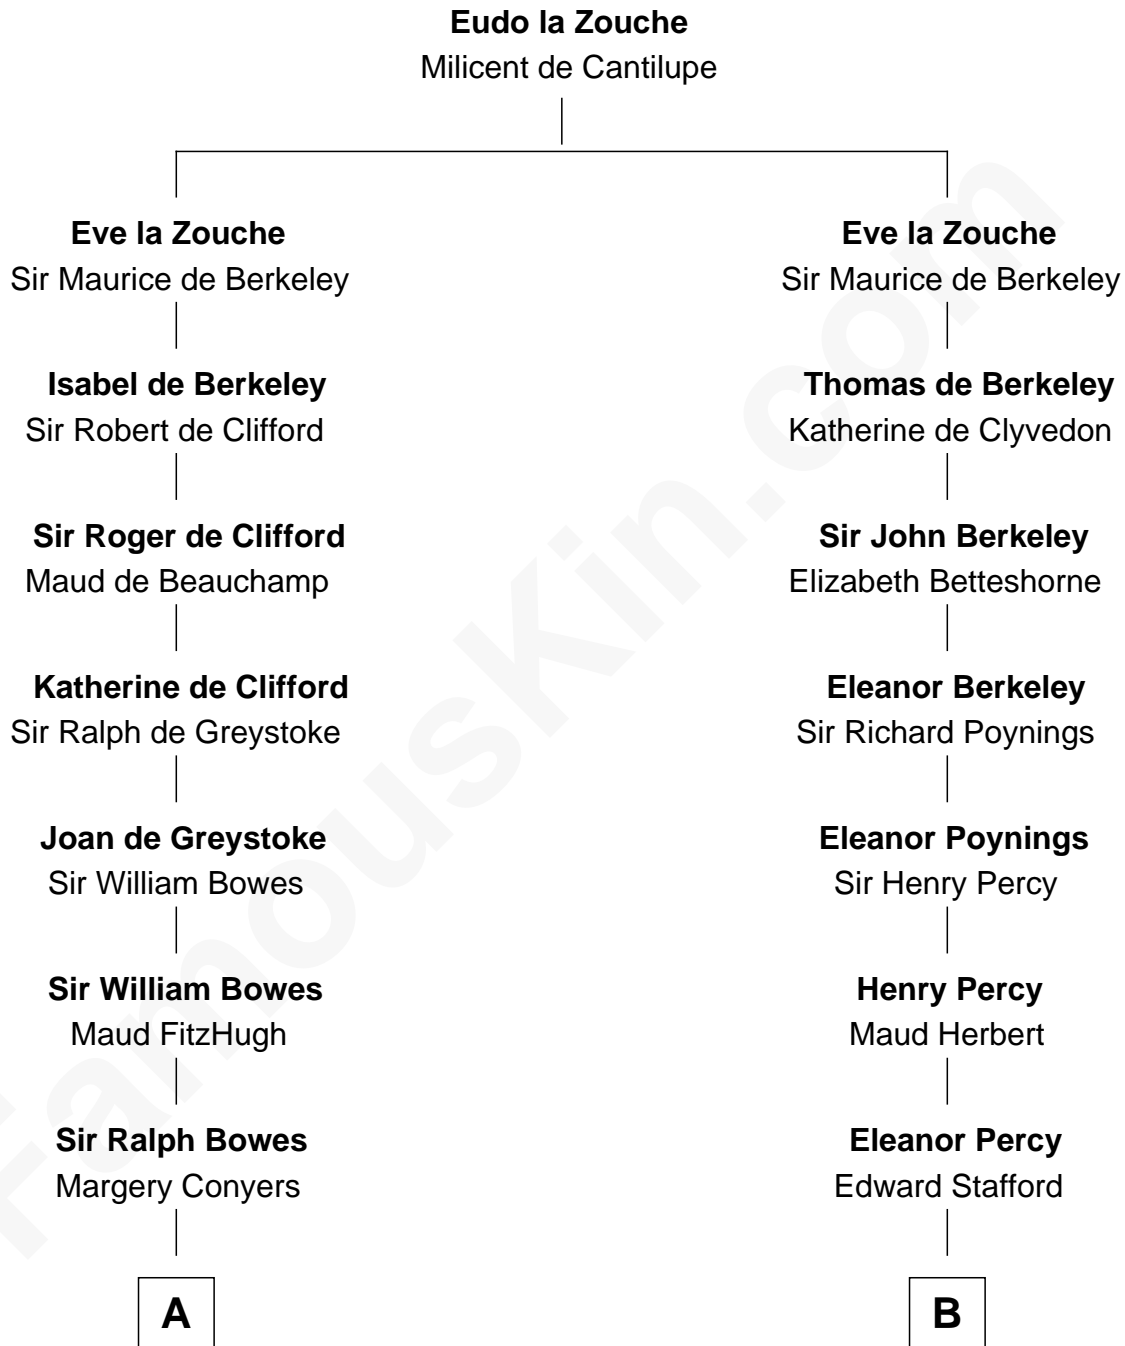 Eudo la Zouche
Milicent de Cantilupe
Eve la Zouche
Sir Maurice de Berkeley
Isabel de Berkeley
Sir Robert de Clifford
Sir Roger de Clifford
Maud de Beauchamp
Katherine de Clifford
Sir Ralph de Greystoke
Joan de Greystoke
Sir William Bowes
Sir William Bowes
Maud FitzHugh
Sir Ralph Bowes
Margery Conyers
A
Eve la Zouche
Sir Maurice de Berkeley
Thomas de Berkeley
Katherine de Clyvedon
Sir John Berkeley
Elizabeth Betteshorne
Eleanor Berkeley
Sir Richard Poynings
Eleanor Poynings
Sir Henry Percy
Henry Percy
Maud Herbert
Eleanor Percy
Edward Stafford
B
FamousKin.com